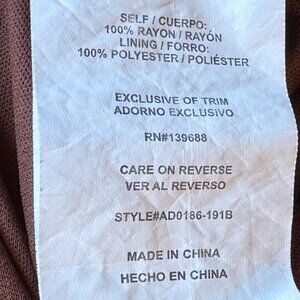 SELF / CUERPO:
100% RAYON / RAYÓN
LINING / FORRO:
100% POLYESTER / POLIÉSTER
EXCLUSIVE OF TRIM
ADORNO EXCLUSIVO
RN#139688
CARE ON REVERSE
VER AL REVERSO
STYLE#AD0186-191B
MADE IN CHINA
HECHO EN CHINA